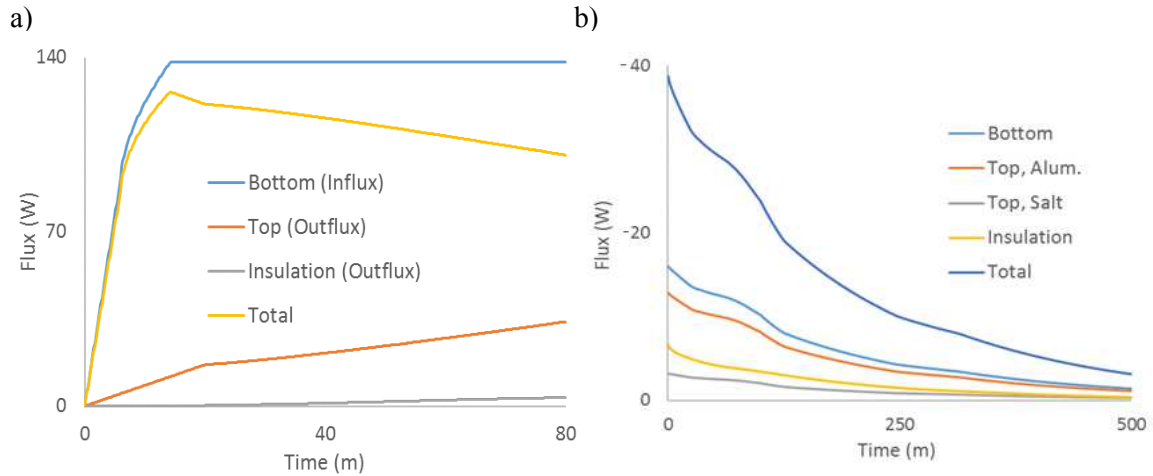 a)
140
70
0
Flux (W)
Bottom (Influx)
Top (Outflux)
Insulation (Outflux)
Total
0
40
80
Time (m)
b)
-40
-20
0
Flux (W)
Bottom
Top, Alum.
Top, Salt
Insulation
Total
0
250
500
Time (m)